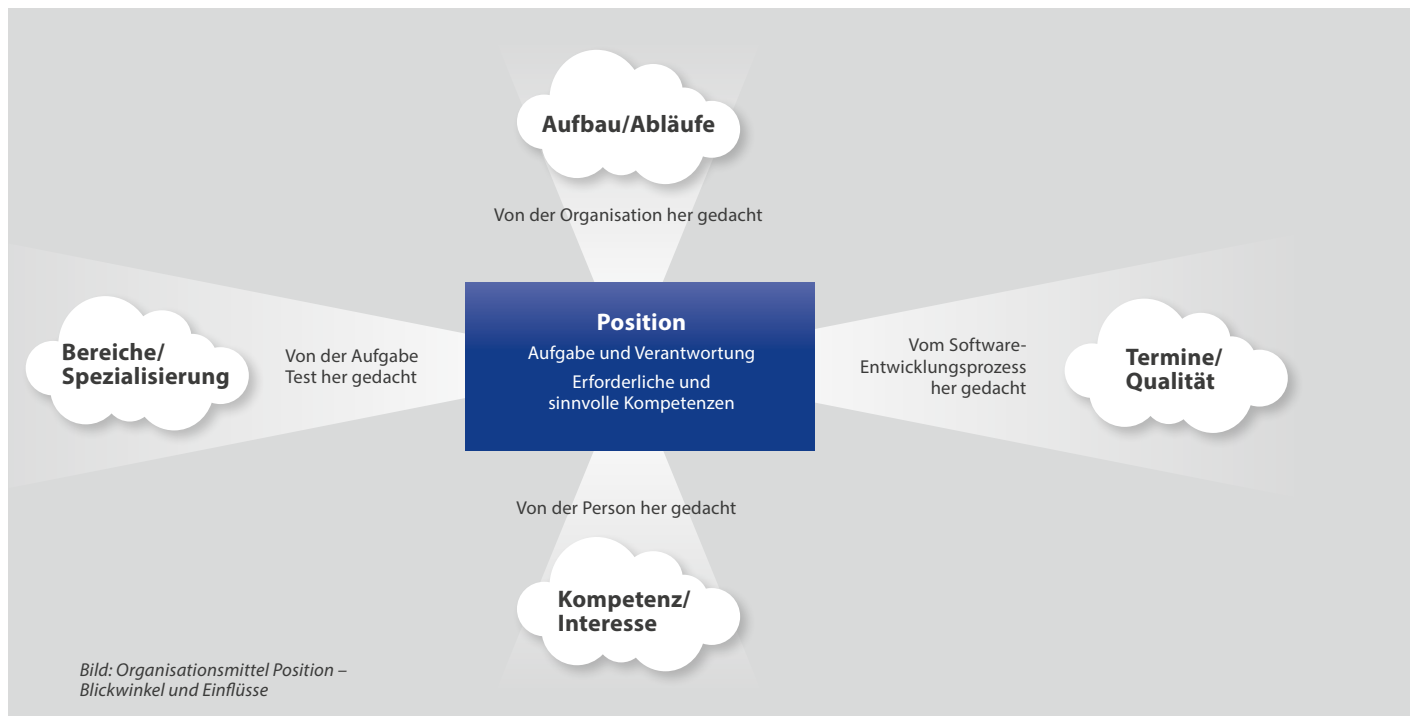 Aufbau/Abläufe
Von der Organisation her gedacht
Bereiche/
Spezialisierung
Von der Aufgabe
Test her gedacht
Position
Aufgabe und Verantwortung
Erforderliche und
sinnvolle Kompetenzen
Vom Software-
Entwicklungsprozess
her gedacht
Termine/
Qualität
Von der Person her gedacht
Kompetenz/
Interesse
Bild: Organisationsmittel Position –
Blickwinkel und Einflüsse